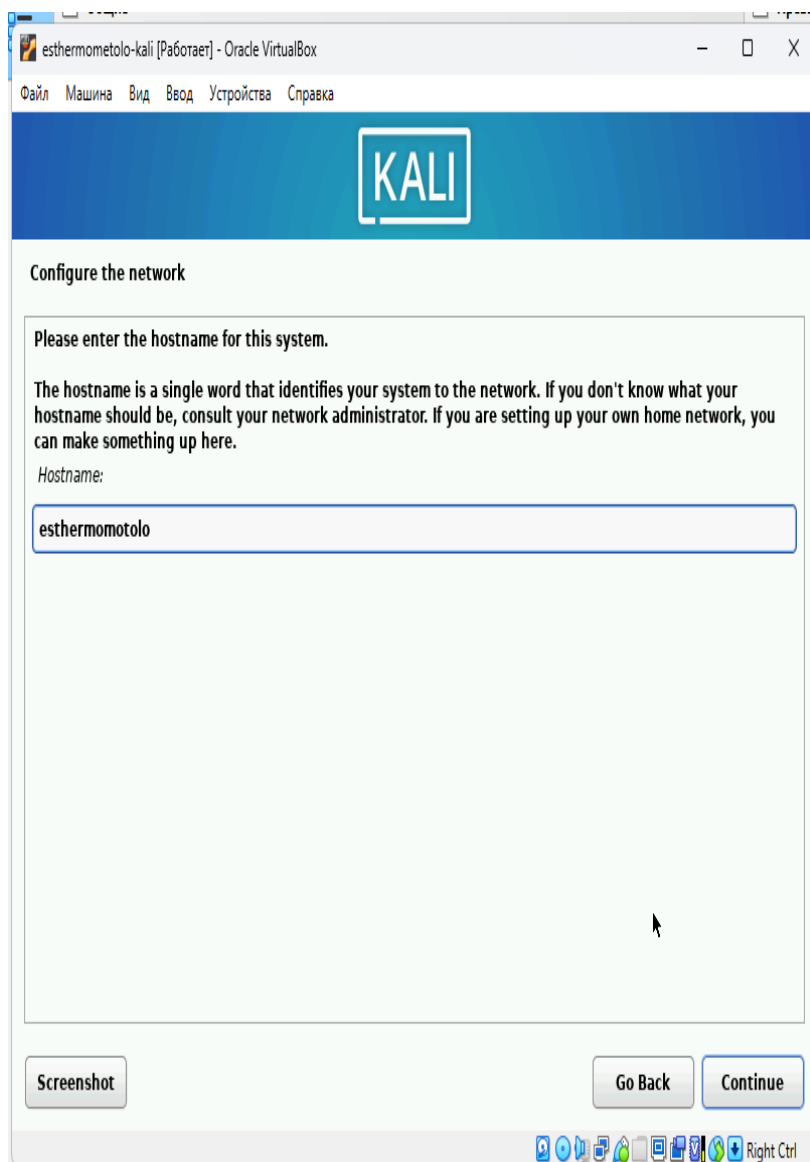 esthermometolo-kali [Работает] - Oracle VirtualBox
Файл Машина Вид Ввод Устройства Справка
KALI
Configure the network
Please enter the hostname for this system.
The hostname is a single word that identifies your system to the network. If you don't know what your
hostname should be, consult your network administrator. If you are setting up your own home network, you
can make something up here.
Hostname:
esthermomotolo
Screenshot
Go Back
Continue
Right Ctrl